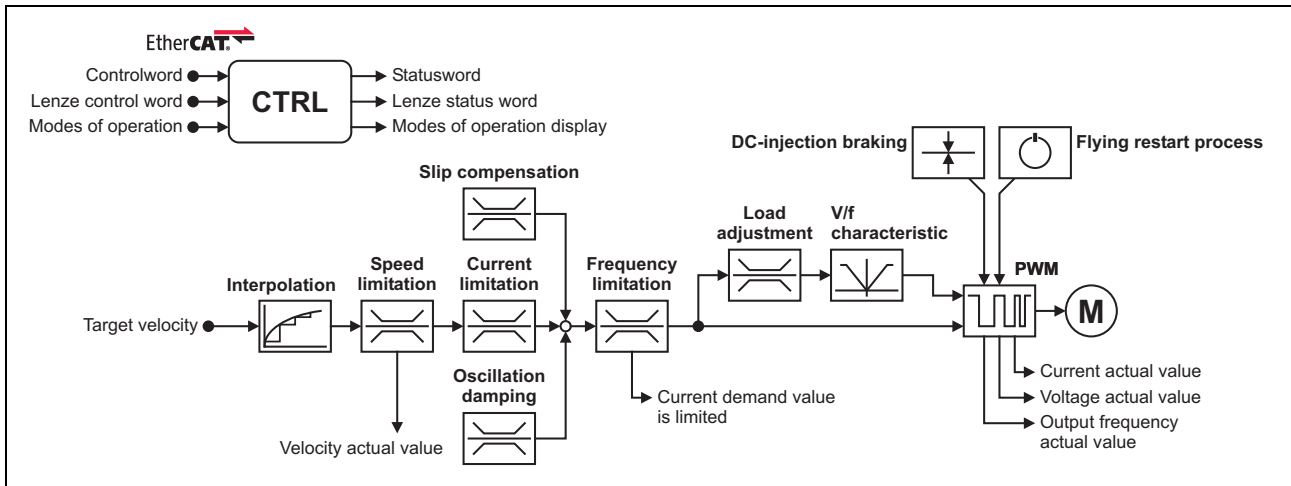 EtherCAT®
Controlword
Lenze control word
Modes of operation
CTRL
Statusword
Lenze status word
Modes of operation display
DC-injection braking
Flying restart process
Slip compensation
Load
adjustment
V/f
characteristic
Interpolation
Speed
limitation
Current
limitation
Frequency
limitation
PWM
Target velocity
M
Oscillation
damping
Velocity actual value
Current demand value
is limited
Current actual value
Voltage actual value
Output frequency
actual value